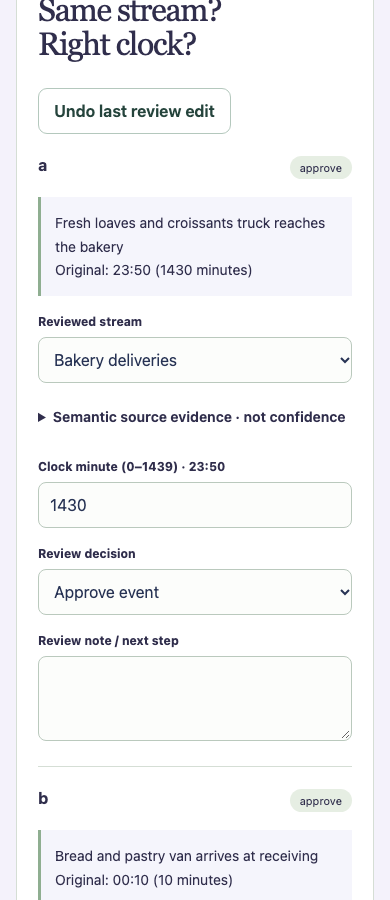 Same stream?
Right clock?
Undo last review edit
a
approve
Fresh loaves and croissants truck reaches
the bakery
Original: 23:50 (1430 minutes)
Reviewed stream
Bakery deliveries
Semantic source evidence · not confidence
Clock minute (0–1439) · 23:50
1430
Review decision
Approve event
Review note / next step
b
approve
Bread and pastry van arrives at receiving
Original: 00:10 (10 minutes)